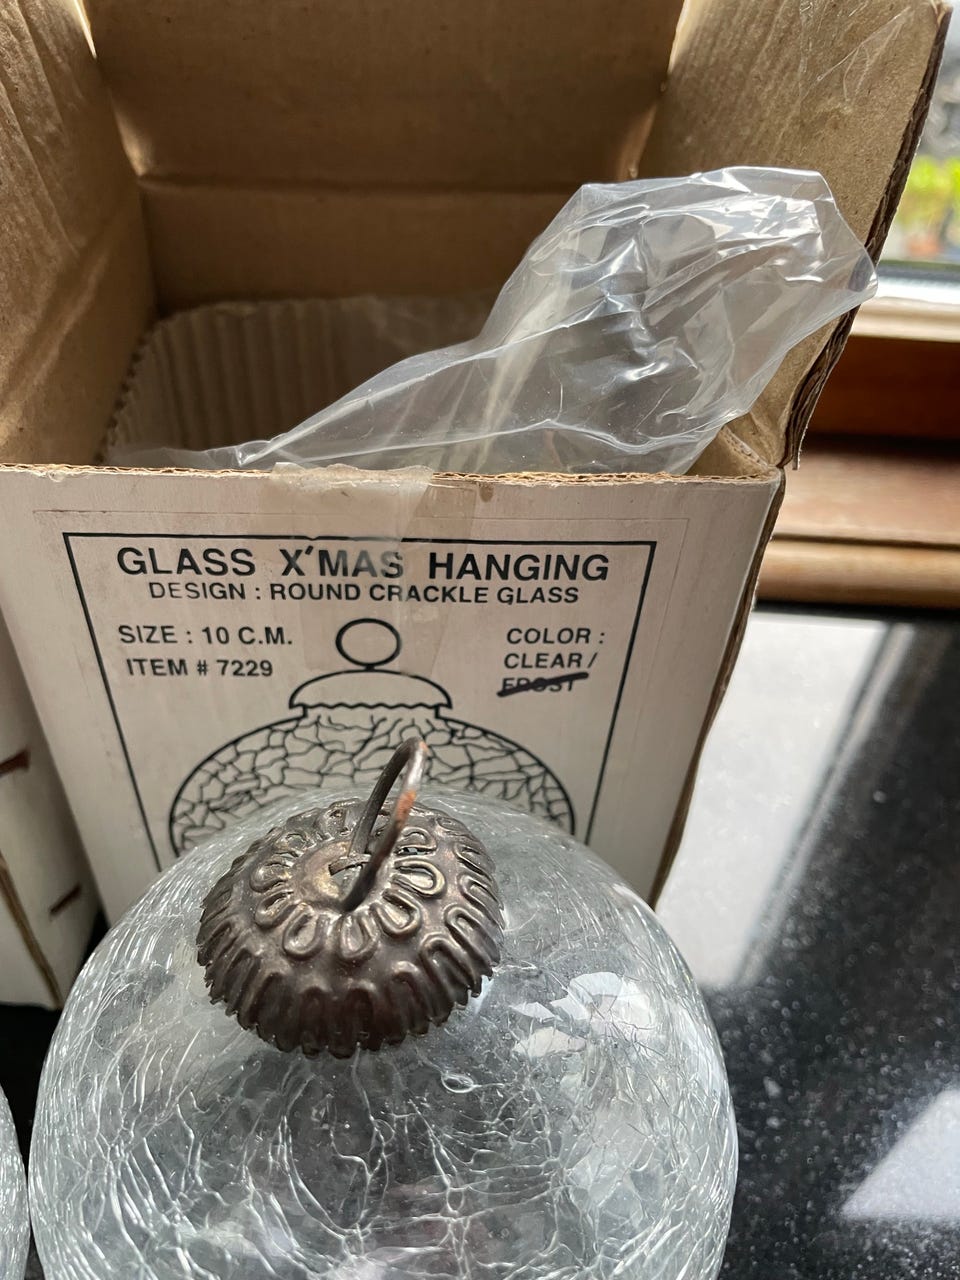 GLASS X'MAS HANGING
DESIGN : ROUND CRACKLE GLASS
SIZE : 10 C.M.
ITEM # 7229
COLOR :
CLEAR /
FROST